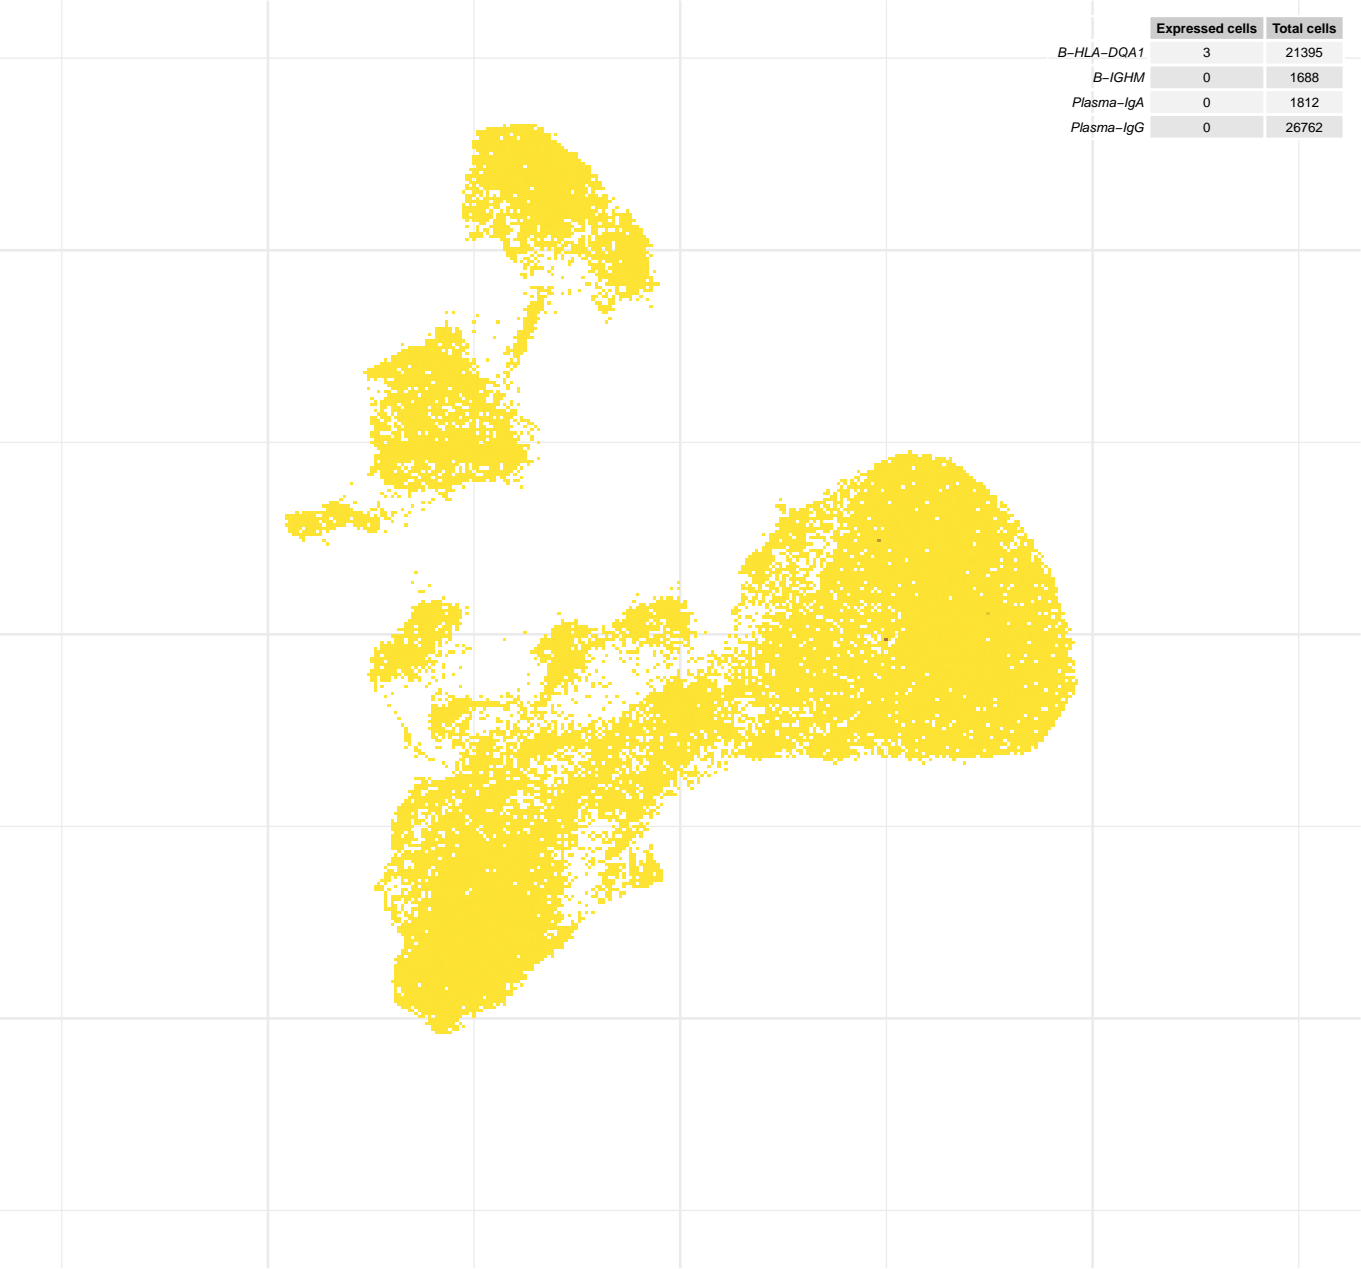 Expressed cells Total cells
B−HLA−DQA1 3 21395
B−IGHM 0 1688
Plasma−IgA 0 1812
Plasma−IgG 0 26762